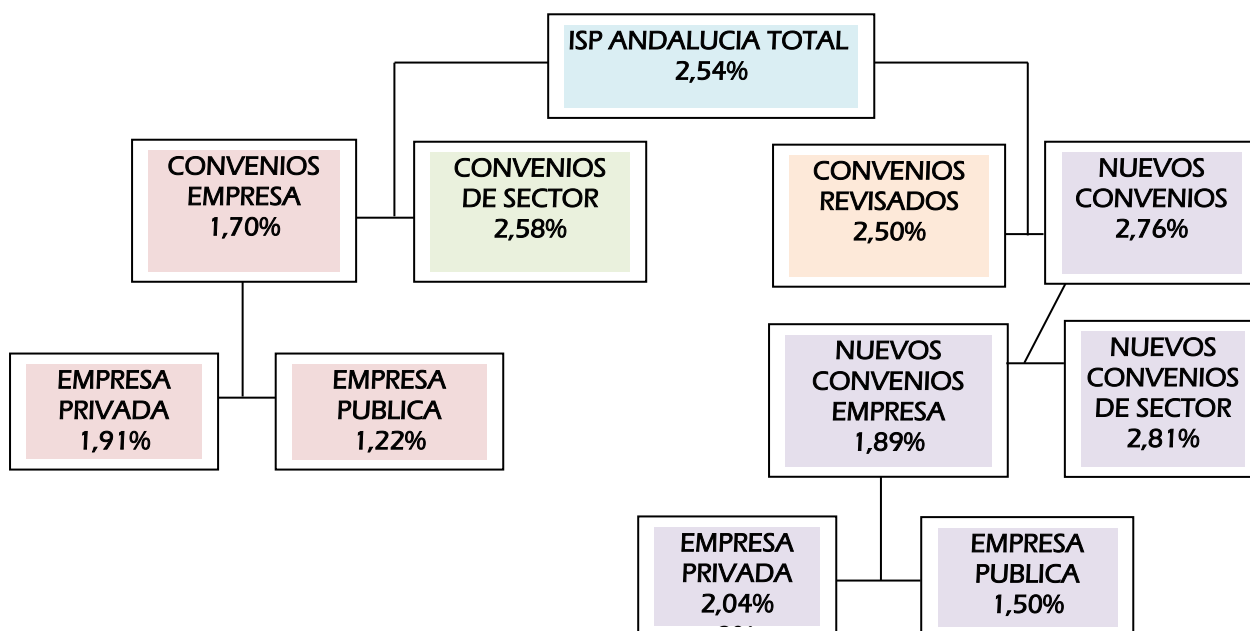 ISP ANDALUCIA TOTAL
2,54%
CONVENIOS
EMPRESA
1,70%
CONVENIOS
DE SECTOR
2,58%
CONVENIOS
REVISADOS
2,50%
NUEVOS
CONVENIOS
2,76%
EMPRESA
PRIVADA
1,91%
EMPRESA
PUBLICA
1,22%
NUEVOS
CONVENIOS
EMPRESA
1,89%
NUEVOS
CONVENIOS
DE SECTOR
2,81%
EMPRESA
PRIVADA
2,04%
EMPRESA
PUBLICA
1,50%